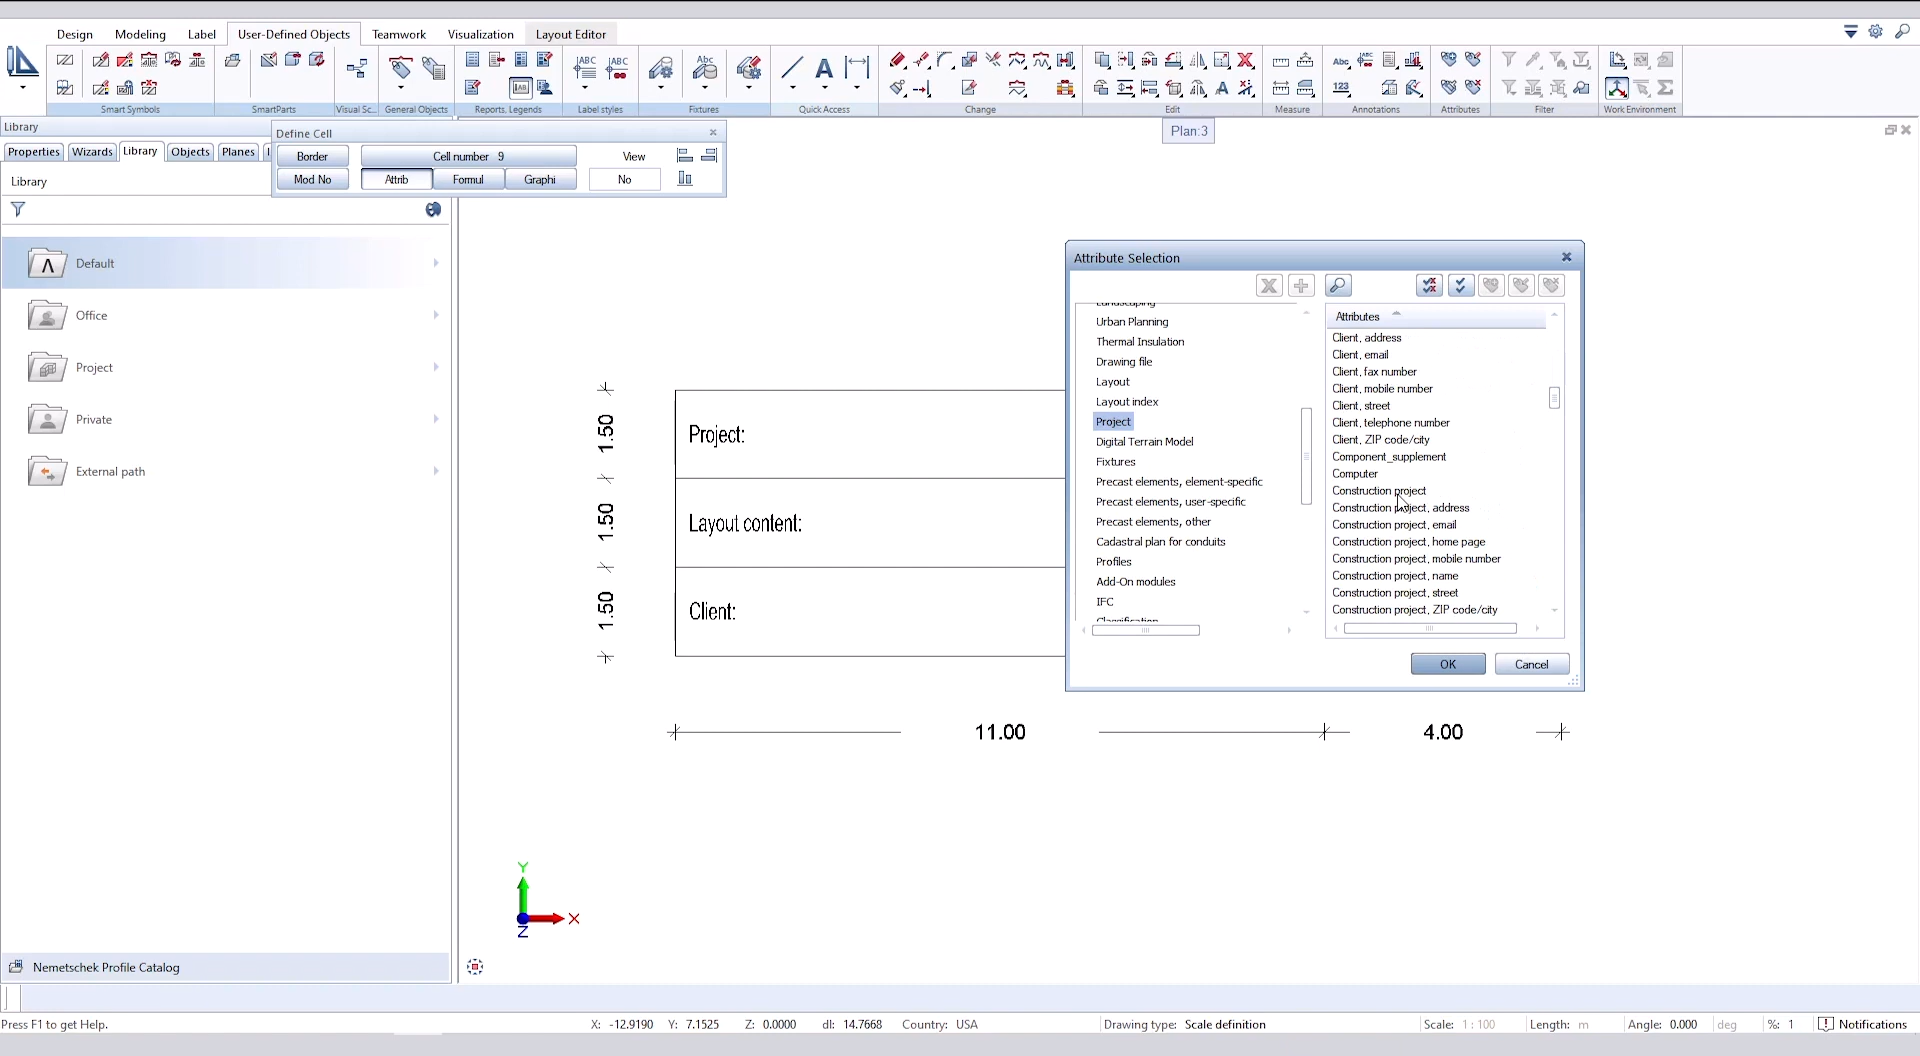 Design Modeling Label User-Defined Objects Teamwork Visualization Layout Editor
ABC ABC Abc Abc
AB A A 123
Smart Symbols SmartParts Visual Sc... General Objects Reports, Legends Label styles Fixtures Quick Access Change Edit Measure Annotations Attributes Filter Work Environment
Library
Properties Wizards Library Objects Planes
Library
Default
Office
Project
Private
External path
Nemetschek Profile Catalog
Define Cell
Border Cell number 9 View
Mod No Attrib Formul Graphi No
Plan:3
Project:
Layout content:
Client:
1.50
1.50
1.50
11.00 4.00
Y
X
Z
Attribute Selection
Landscaping
Urban Planning
Thermal Insulation
Drawing file
Layout
Layout index
Project
Digital Terrain Model
Fixtures
Precast elements, element-specific
Precast elements, user-specific
Precast elements, other
Cadastral plan for conduits
Profiles
Add-On modules
IFC
Classification
Attributes
Client, address
Client, email
Client, fax number
Client, mobile number
Client, street
Client, telephone number
Client, ZIP code/city
Component_supplement
Computer
Construction project
Construction project, address
Construction project, email
Construction project, home page
Construction project, mobile number
Construction project, name
Construction project, street
Construction project, ZIP code/city
OK Cancel
Press F1 to get Help. X: -12.9190 Y: 7.1525 Z: 0.0000 dl: 14.7668 Country: USA Drawing type: Scale definition Scale: 1 : 100 Length: m Angle: 0.000 deg %: 1 Notifications